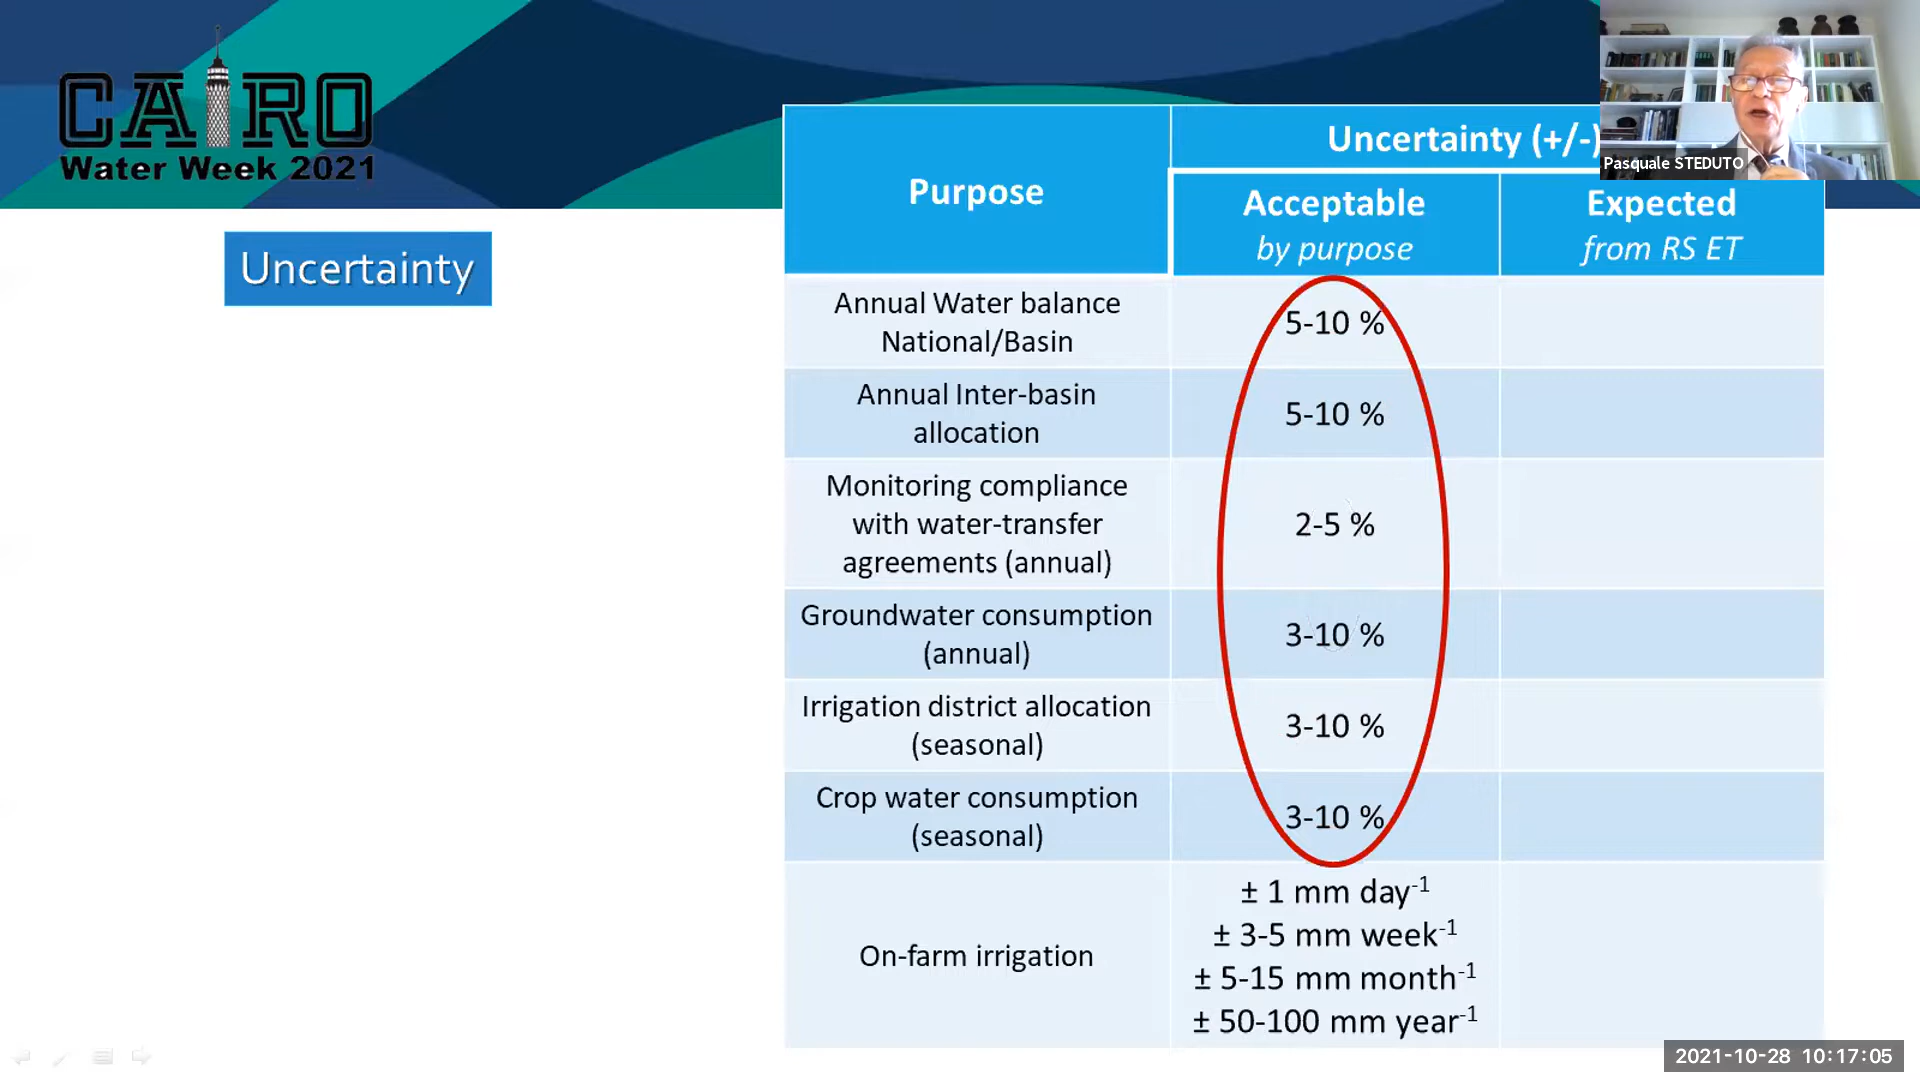 CAIRO
Water Week 2021
Pasquale STEDUTO
Uncertainty
Purpose
Uncertainty (+/-)
Acceptable
by purpose
Expected
from RS ET
Annual Water balance
National/Basin
5-10 %
Annual Inter-basin
allocation
5-10 %
Monitoring compliance
with water-transfer
agreements (annual)
2-5 %
Groundwater consumption
(annual)
3-10 %
Irrigation district allocation
(seasonal)
3-10 %
Crop water consumption
(seasonal)
3-10 %
On-farm irrigation
± 1 mm day⁻¹
± 3-5 mm week⁻¹
± 5-15 mm month⁻¹
± 50-100 mm year⁻¹
2021-10-28 10:17:05